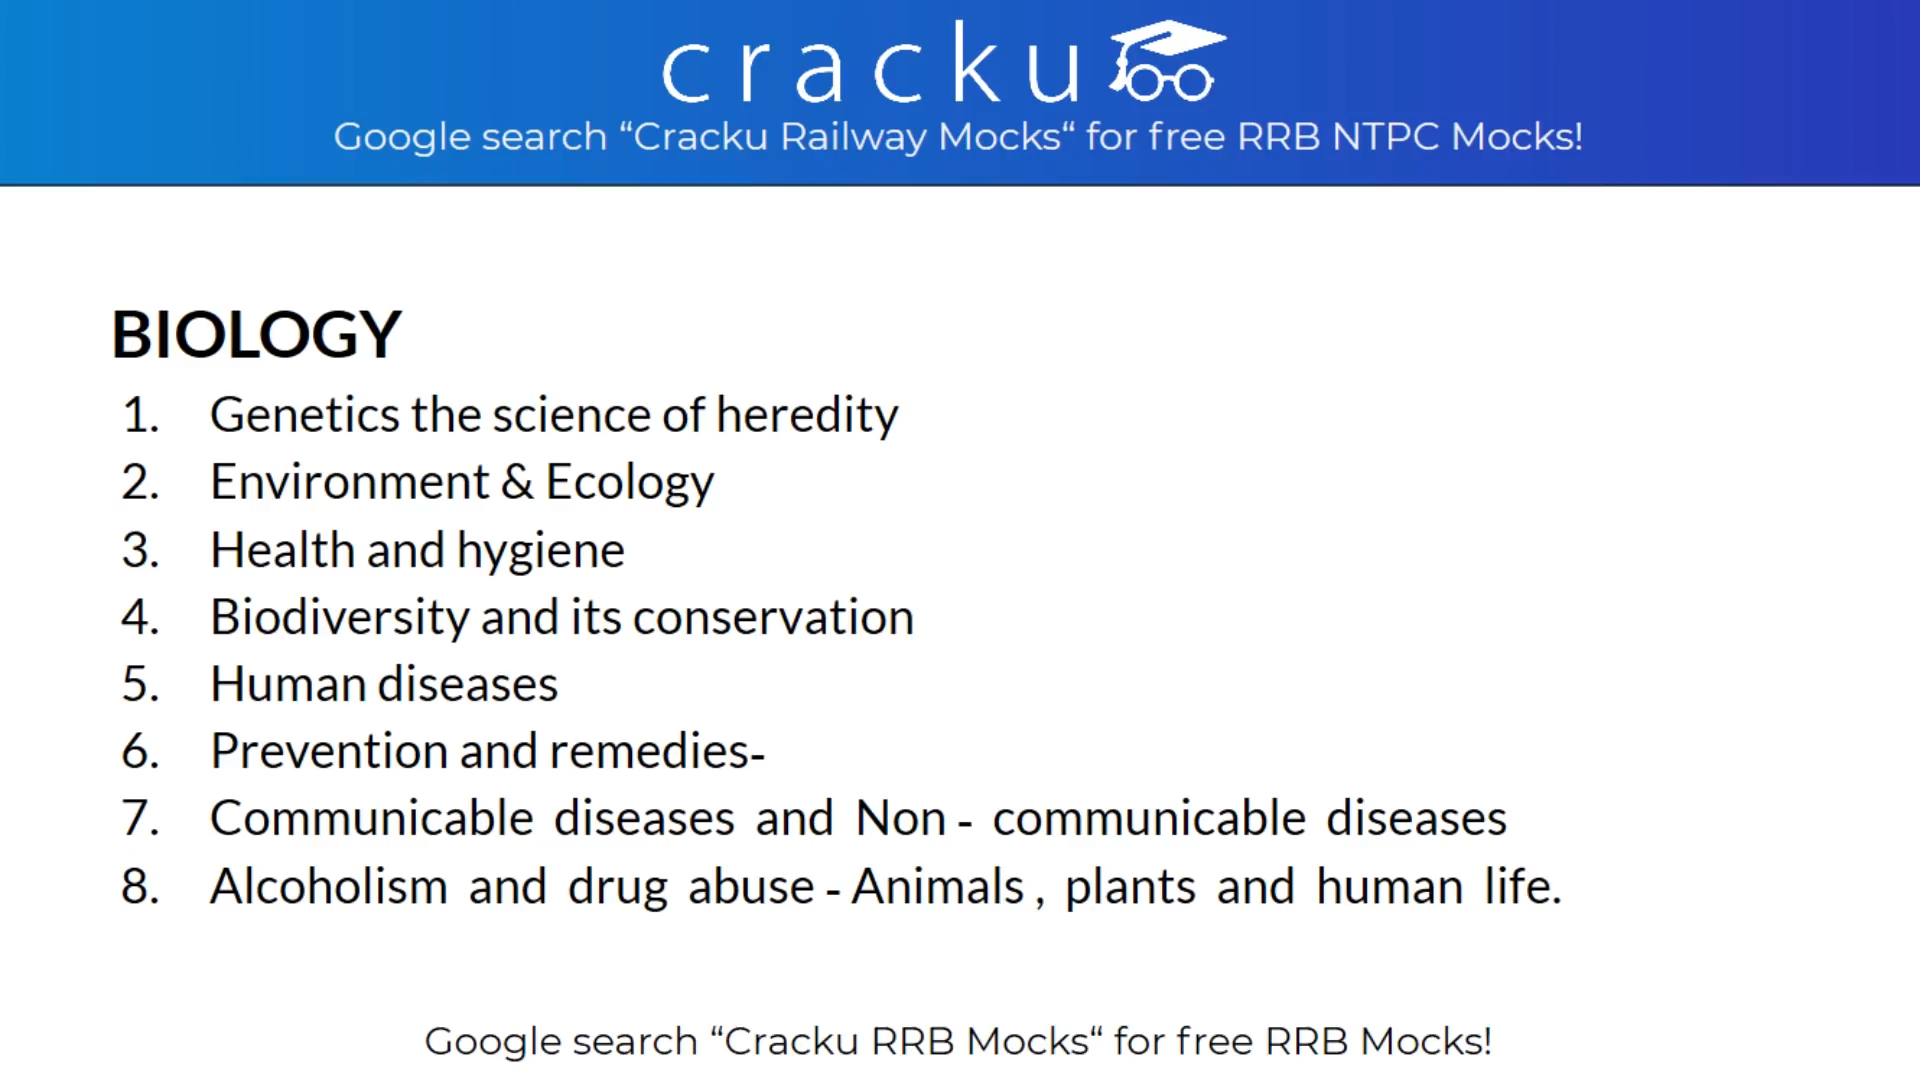 cracku
Google search “Cracku Railway Mocks“ for free RRB NTPC Mocks!
BIOLOGY
1. Genetics the science of heredity
2. Environment & Ecology
3. Health and hygiene
4. Biodiversity and its conservation
5. Human diseases
6. Prevention and remedies-
7. Communicable diseases and Non - communicable diseases
8. Alcoholism and drug abuse - Animals , plants and human life.
Google search “Cracku RRB Mocks“ for free RRB Mocks!